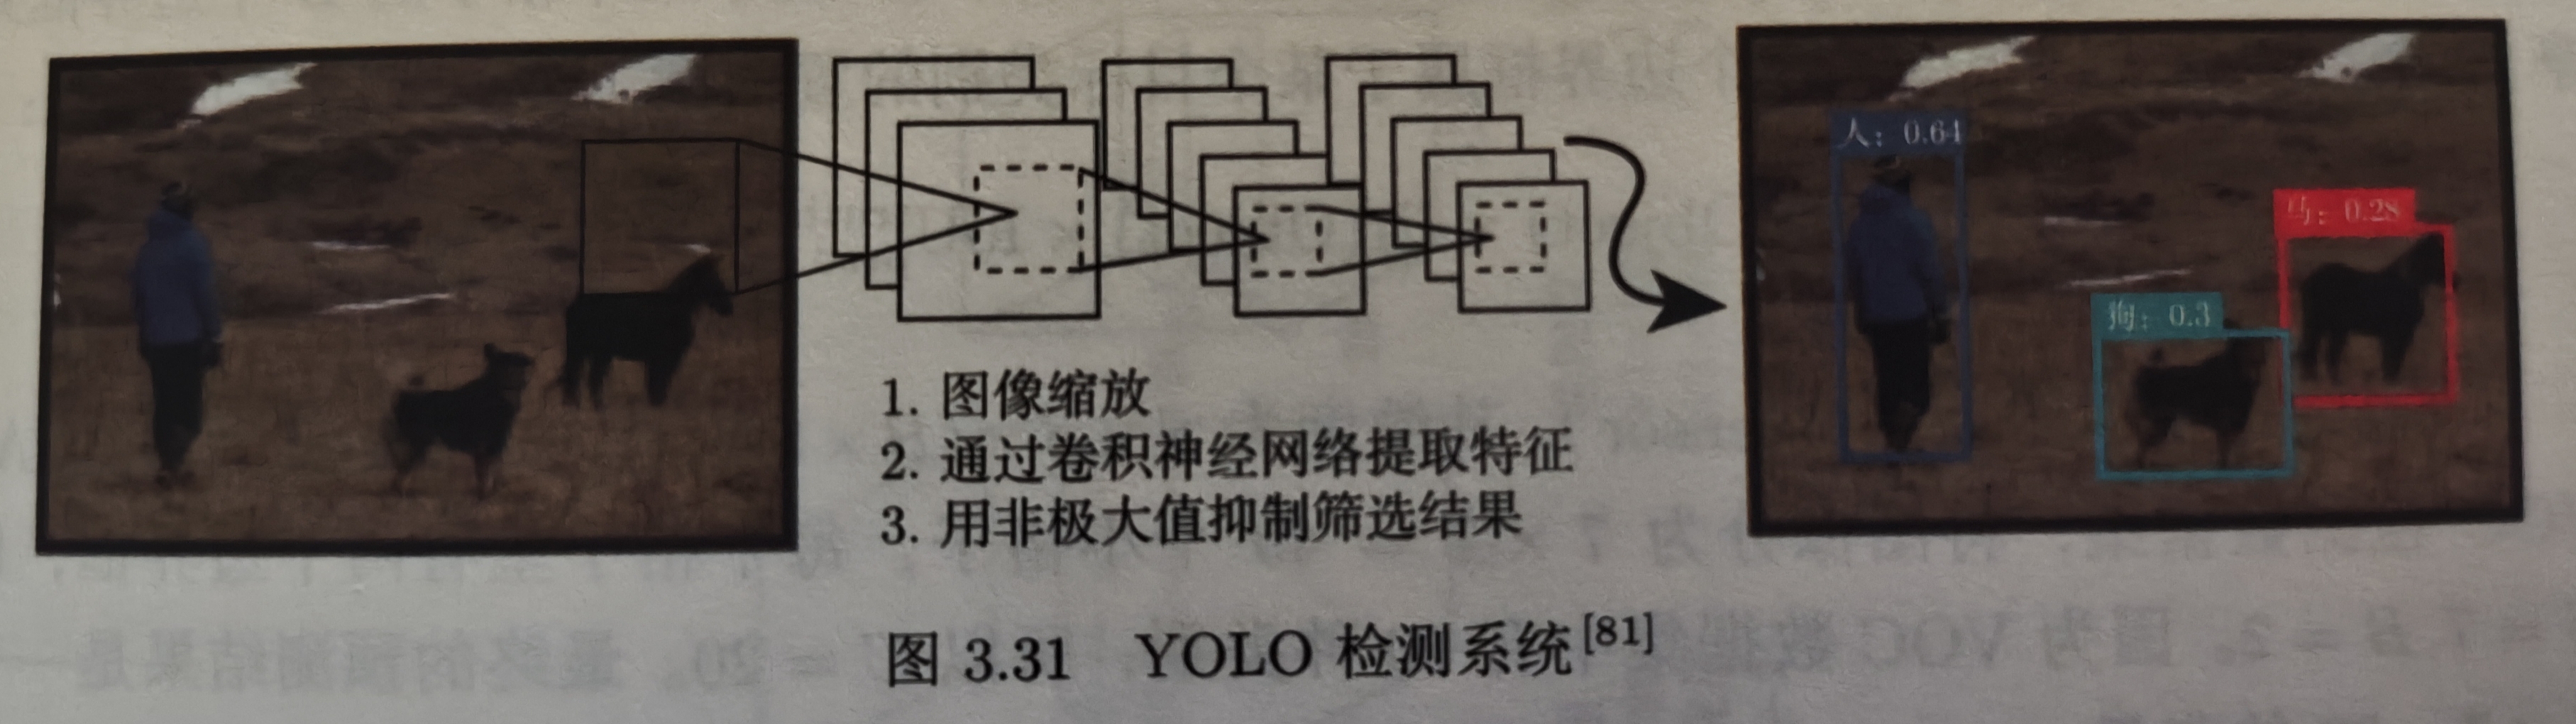 人：0.64
马：0.28
狗：0.3
1. 图像缩放
2. 通过卷积神经网络提取特征
3. 用非极大值抑制筛选结果
图 3.31 YOLO 检测系统[81]